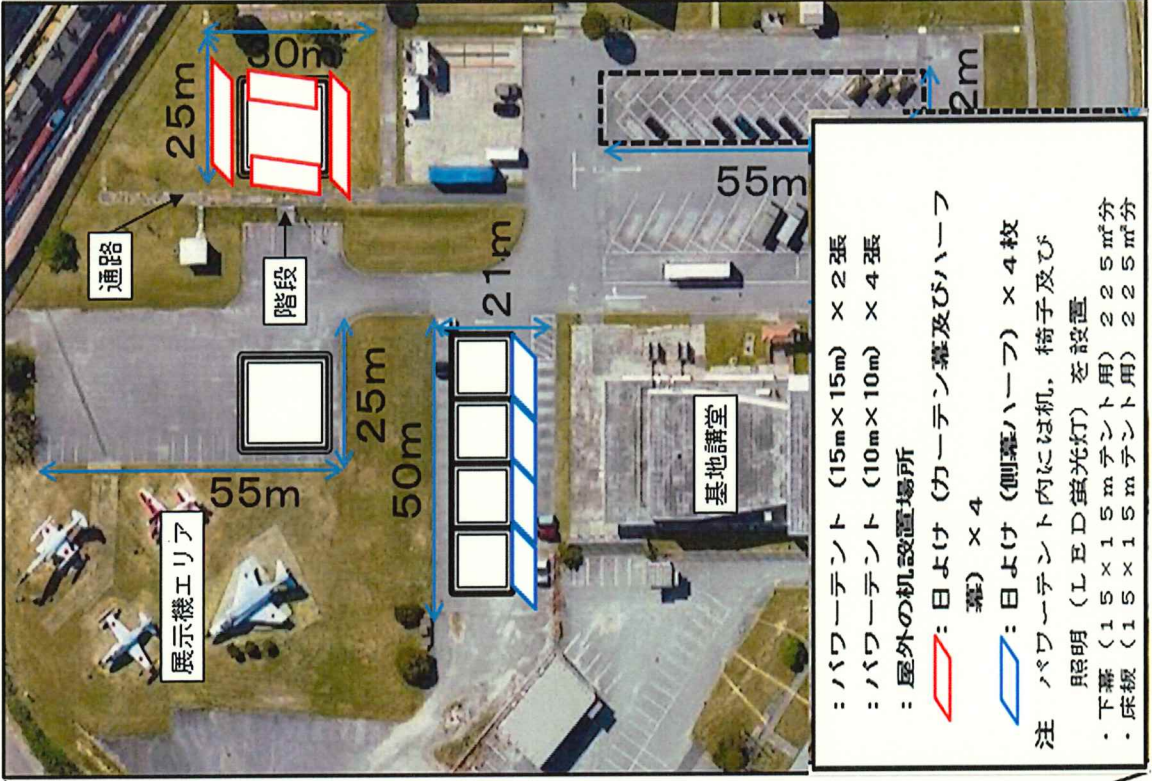 30m
25m
通路
階段
21m
55m
2m
25m
50m
55m
展示機エリア
基地講堂
：パワーテント（15m×15m）×2張
：パワーテント（10m×10m）×4張
：屋外の机設置場所
：日よけ（カーテン幕及びハーフ
幕）×4
：日よけ（側幕ハーフ）×4枚
注　パワーテント内には机，椅子及び
照明（LED蛍光灯）を設置
・下幕（15×15mテント用）225㎡分
・床板（15×15mテント用）225㎡分